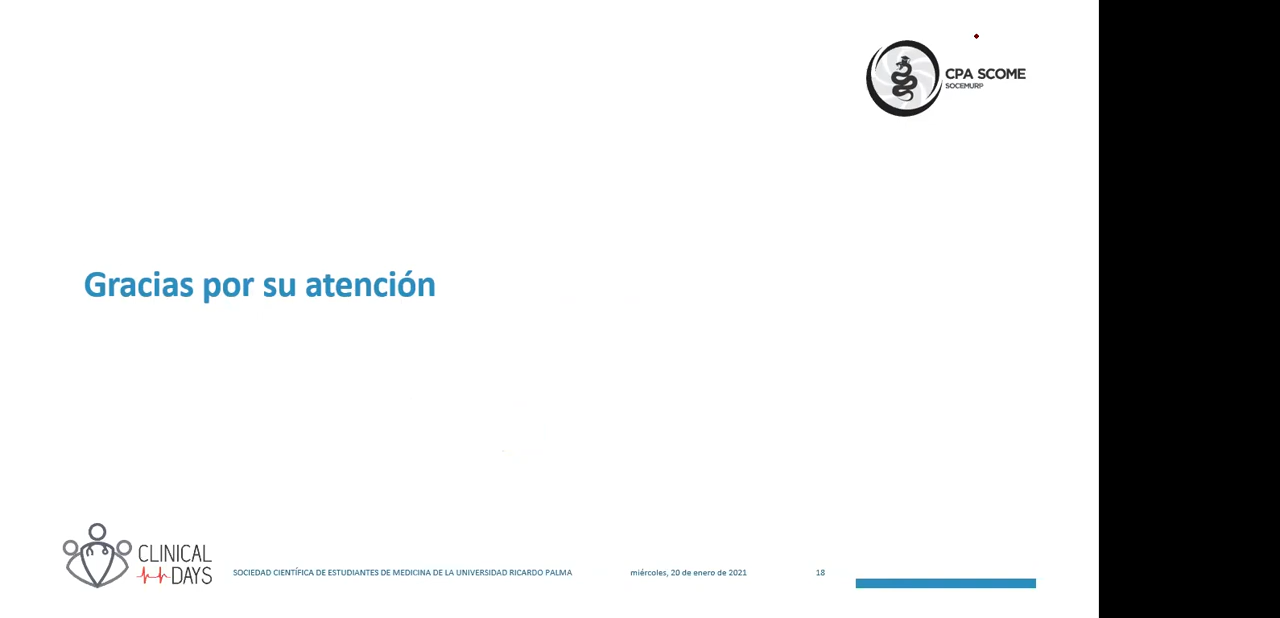 CPA SCOME
SOCEMURP
Gracias por su atención
CLINICAL
DAYS
SOCIEDAD CIENTÍFICA DE ESTUDIANTES DE MEDICINA DE LA UNIVERSIDAD RICARDO PALMA
miércoles, 20 de enero de 2021
18